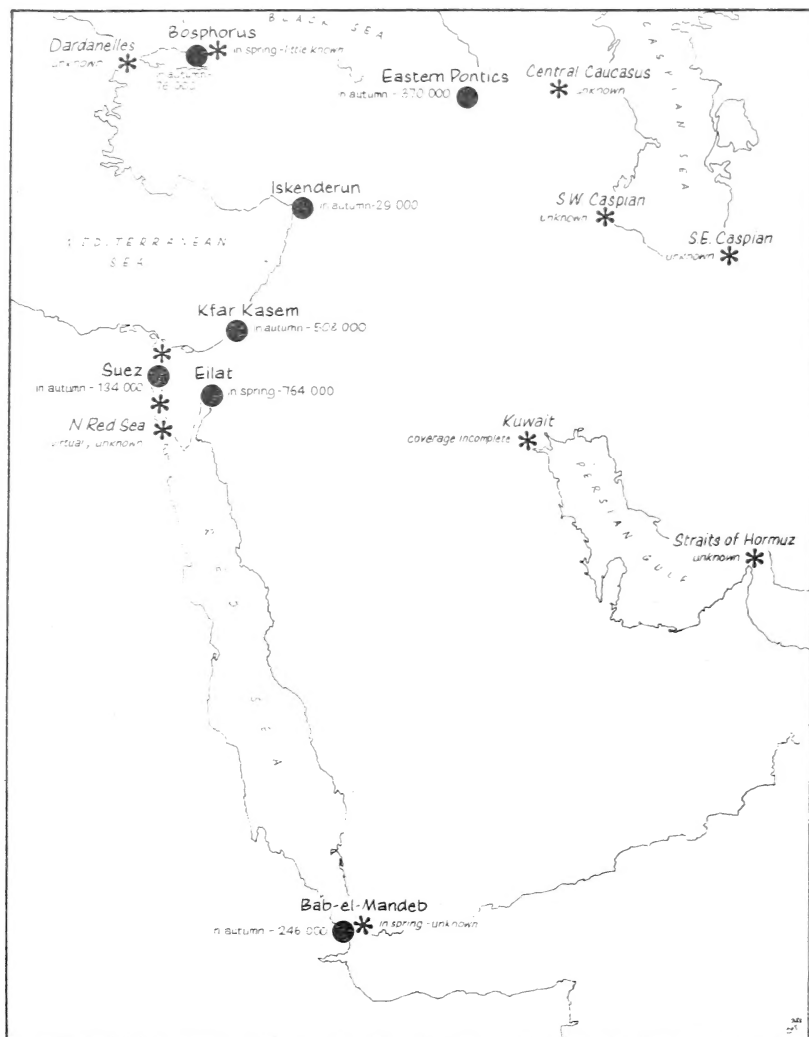 BLACK SEA
Bosphorus
in spring-little known
in autumn-
Dardanelles
unknown
Eastern Pontics
in autumn - 370 000
Central Caucasus
unknown
CASPIAN SEA
Iskenderun
in autumn-29 000
S.W. Caspian
unknown
S.E. Caspian
unknown
MEDITERRANEAN
SEA
Kfar Kasem
in autumn - 508 000
Suez
in autumn - 134 000
Eilat
in spring - 764 000
N Red Sea
unknown
Kuwait
coverage incomplete
PERSIAN GULF
Straits of Hormuz
unknown
RED
SEA
Bab-el-Mandeb
in spring - unknown
in autumn - 246 000